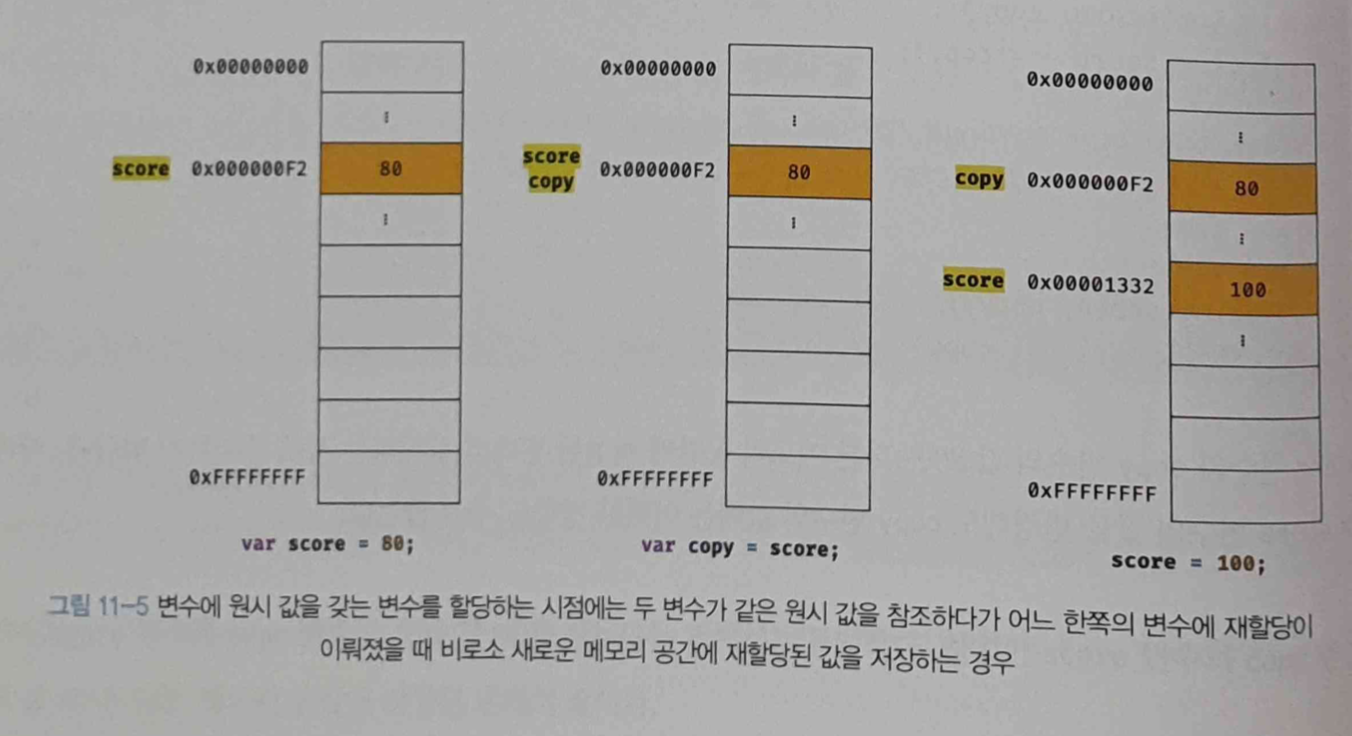 0x00000000
⋮
score 0x000000F2 80
⋮
0xFFFFFFFF
var score = 80;
0x00000000
⋮
score
copy
0x000000F2 80
⋮
0xFFFFFFFF
var copy = score;
0x00000000
⋮
copy 0x000000F2 80
⋮
score 0x00001332 100
⋮
0xFFFFFFFF
score = 100;
그림 11-5 변수에 원시 값을 갖는 변수를 할당하는 시점에는 두 변수가 같은 원시 값을 참조하다가 어느 한쪽의 변수에 재할당이
이뤄졌을 때 비로소 새로운 메모리 공간에 재할당된 값을 저장하는 경우